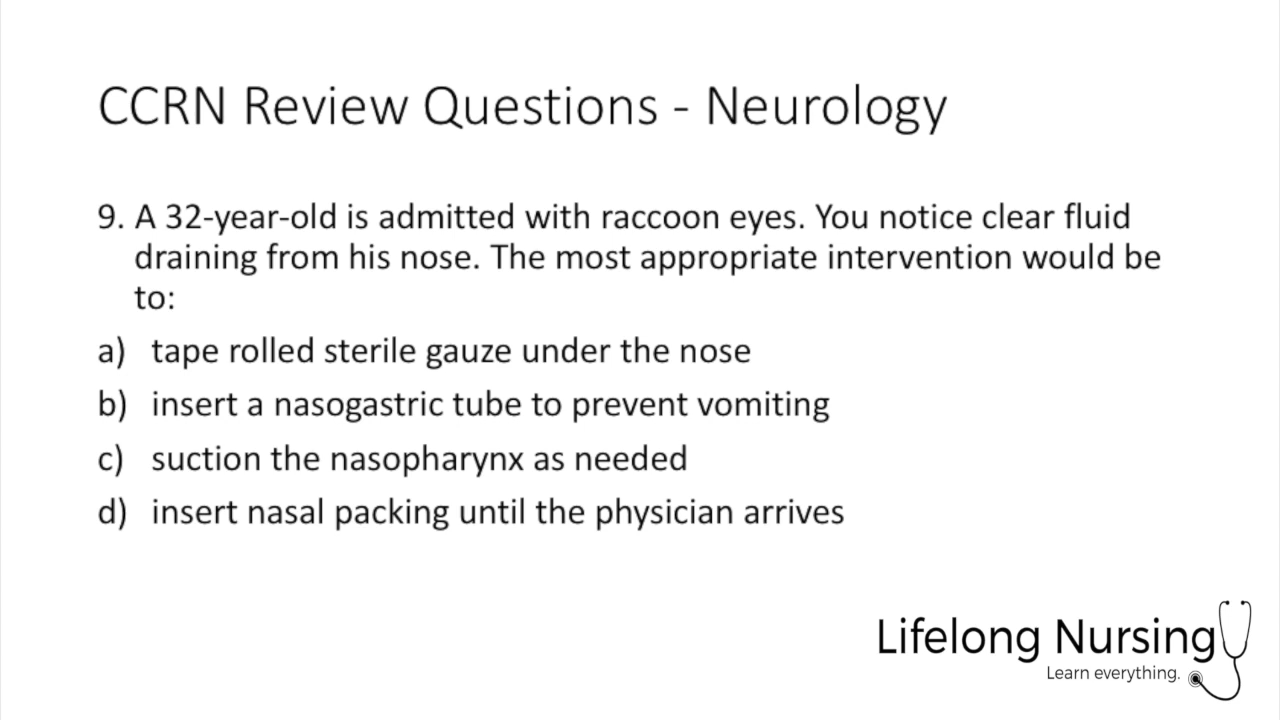 CCRN Review Questions - Neurology
9. A 32-year-old is admitted with raccoon eyes. You notice clear fluid
draining from his nose. The most appropriate intervention would be
to:
a) tape rolled sterile gauze under the nose
b) insert a nasogastric tube to prevent vomiting
c) suction the nasopharynx as needed
d) insert nasal packing until the physician arrives
Lifelong Nursing
Learn everything.